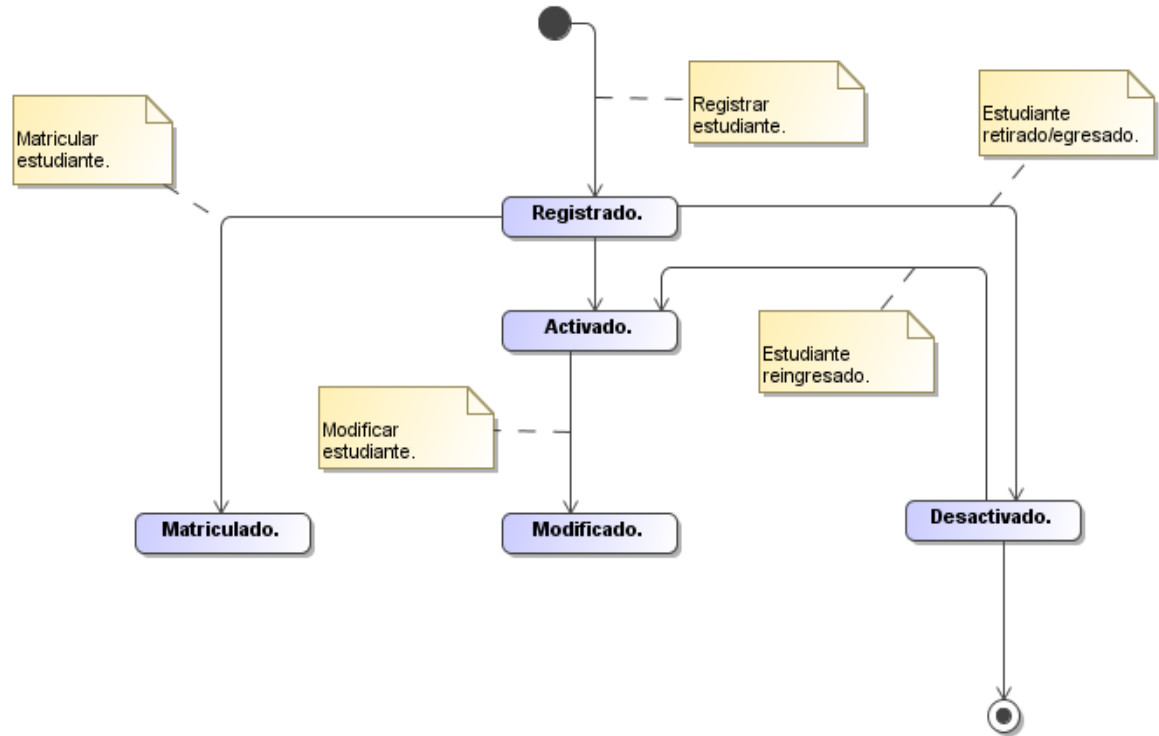 Registrar
estudiante.
Estudiante
retirado/egresado.
Matricular
estudiante.
Registrado.
Activado.
Estudiante
reingresado.
Modificar
estudiante.
Matriculado.
Modificado.
Desactivado.